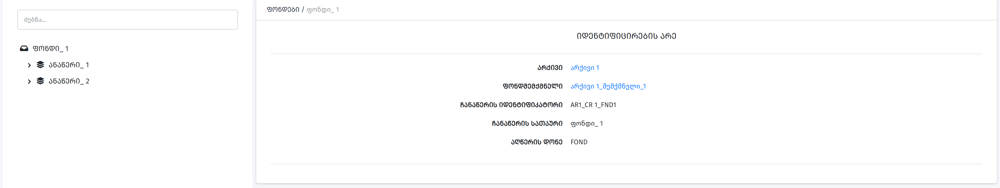 ძებნა...
ფონდი_ 1
ანაწერი_ 1
ანაწერი_ 2
ფონდები / ფონდი_ 1
იდენტიფიცირების არე
არქივი არქივი 1
ფონდშემქმნელი არქივი 1_შემქმნელი_1
ჩანაწერის იდენტიფიკატორი AR1_CR 1_FND1
ჩანაწერის სათაური ფონდი_ 1
აღწერის დონე FOND